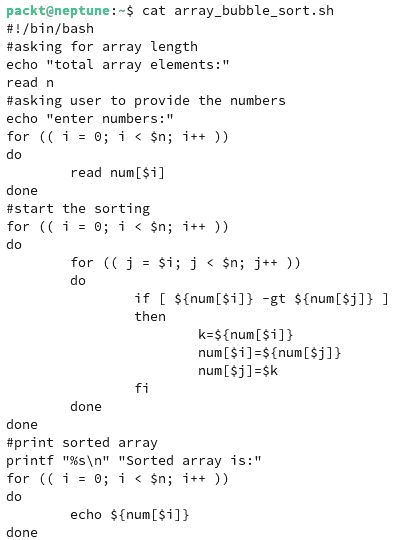 packt@neptune:~$ cat array_bubble_sort.sh
#!/bin/bash
#asking for array length
echo "total array elements:"
read n
#asking user to provide the numbers
echo "enter numbers:"
for (( i = 0; i < $n; i++ ))
do
        read num[$i]
done
#start the sorting
for (( i = 0; i < $n; i++ ))
do
        for (( j = $i; j < $n; j++ ))
        do
                if [ ${num[$i]} -gt ${num[$j]} ]
                then
                        k=${num[$i]}
                        num[$i]=${num[$j]}
                        num[$j]=$k
                fi
        done
done
#print sorted array
printf "%s\n" "Sorted array is:"
for (( i = 0; i < $n; i++ ))
do
        echo ${num[$i]}
done